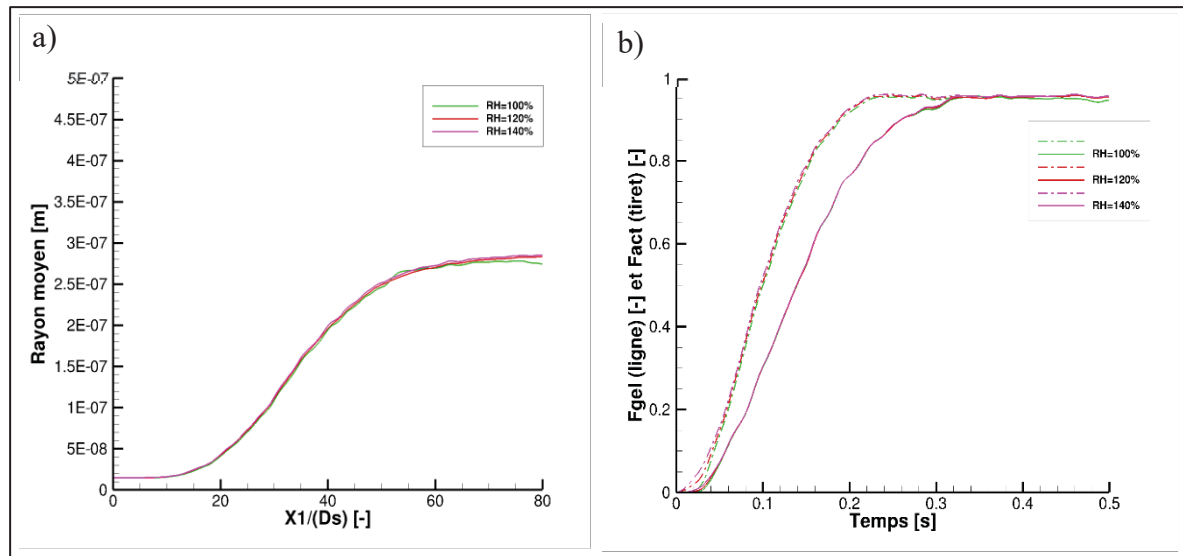 a)
5E-07
4.5E-07
4E-07
3.5E-07
3E-07
2.5E-07
2E-07
1.5E-07
1E-07
5E-08
0
Rayon moyen [m]
RH=100%
RH=120%
RH=140%
0 20 40 60 80
X1/(Ds) [-]
b)
1
0.8
0.6
0.4
0.2
0
Fgel (ligne) [-] et Fact (tiret) [-]
RH=100%
RH=120%
RH=140%
0 0.1 0.2 0.3 0.4 0.5
Temps [s]